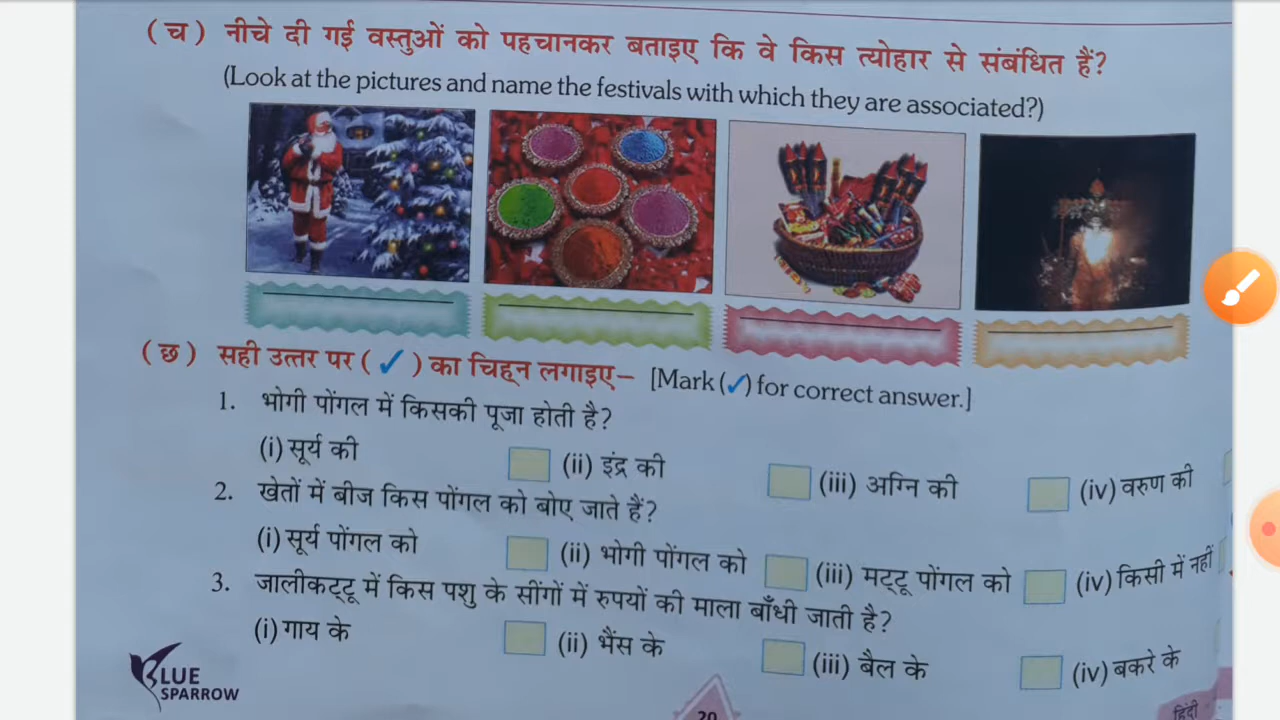 (च) नीचे दी गई वस्तुओं को पहचानकर बताइए कि वे किस त्योहार से संबंधित हैं?
(Look at the pictures and name the festivals with which they are associated?)
(छ) सही उत्तर पर (✓) का चिह्न लगाइए– [Mark (✓) for correct answer.]
1. भोगी पोंगल में किसकी पूजा होती है?
(i) सूर्य की (ii) इंद्र की (iii) अग्नि की (iv) वरुण की
2. खेतों में बीज किस पोंगल को बोए जाते हैं?
(i) सूर्य पोंगल को (ii) भोगी पोंगल को (iii) मट्टू पोंगल को (iv) किसी में नहीं
3. जालीकट्टू में किस पशु के सींगों में रुपयों की माला बाँधी जाती है?
(i) गाय के (ii) भैंस के (iii) बैल के (iv) बकरे के
BLUE
SPARROW
20
हिंदी